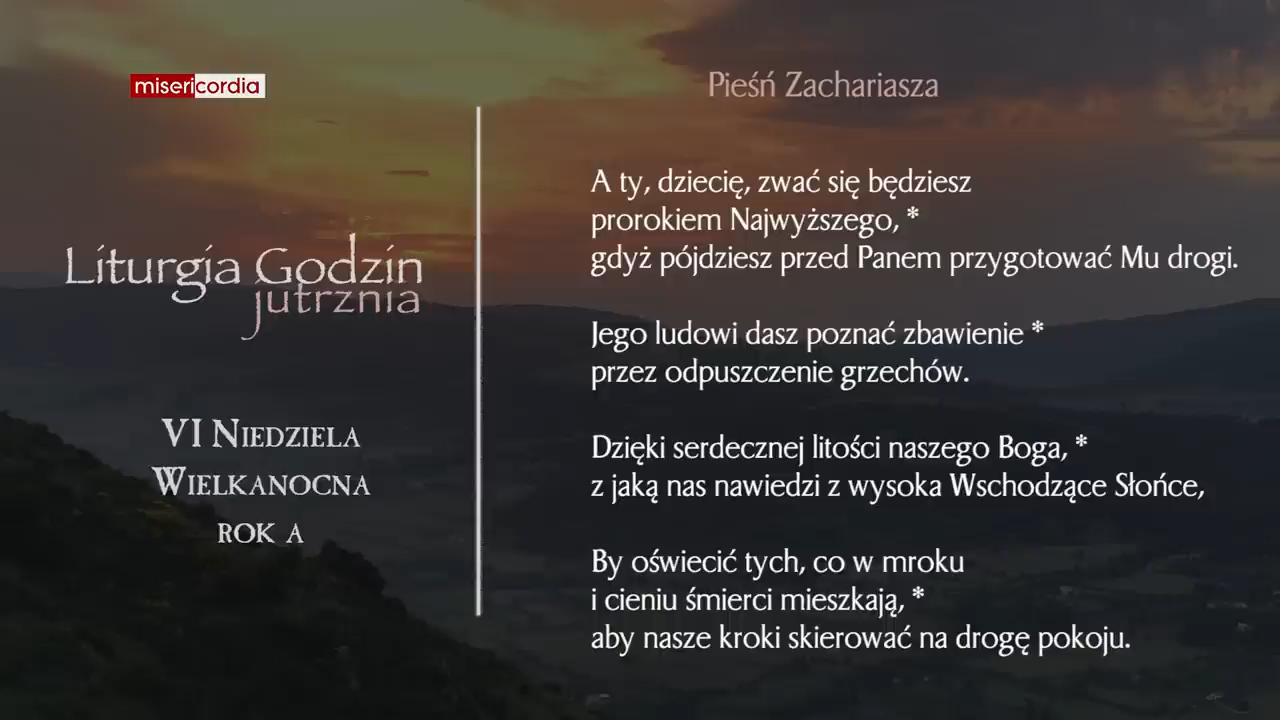 misericordia
Liturgia Godzin
jutrznia
VI Niedziela
Wielkanocna
rok A
Pieśń Zachariasza
A ty, dziecię, zwać się będziesz
prorokiem Najwyższego, *
gdyż pójdziesz przed Panem przygotować Mu drogi.
Jego ludowi dasz poznać zbawienie *
przez odpuszczenie grzechów.
Dzięki serdecznej litości naszego Boga, *
z jaką nas nawiedzi z wysoka Wschodzące Słońce,
By oświecić tych, co w mroku
i cieniu śmierci mieszkają, *
aby nasze kroki skierować na drogę pokoju.